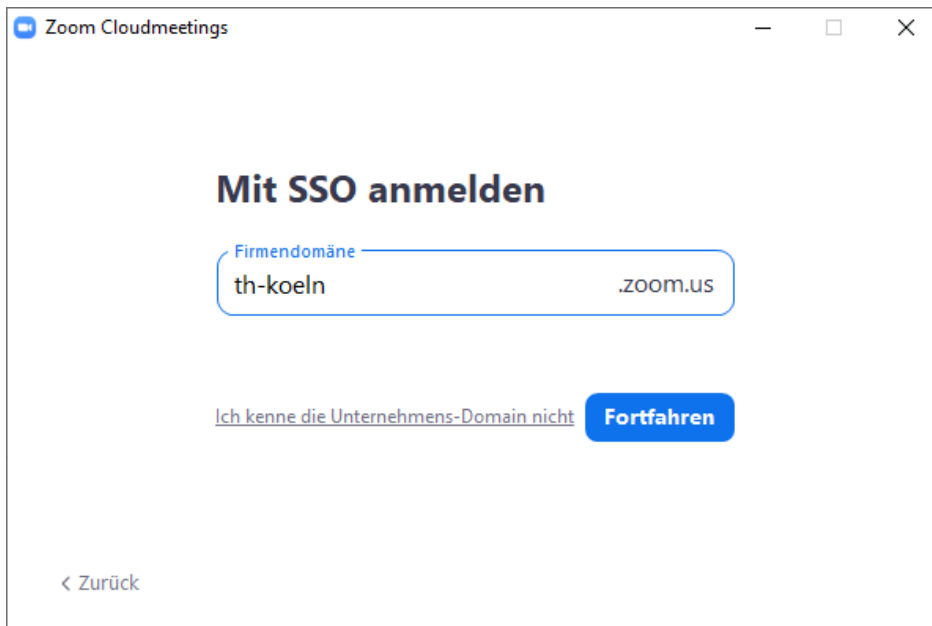 Zoom Cloudmeetings
Mit SSO anmelden
Firmendomäne
th-koeln .zoom.us
Ich kenne die Unternehmens-Domain nicht Fortfahren
< Zurück